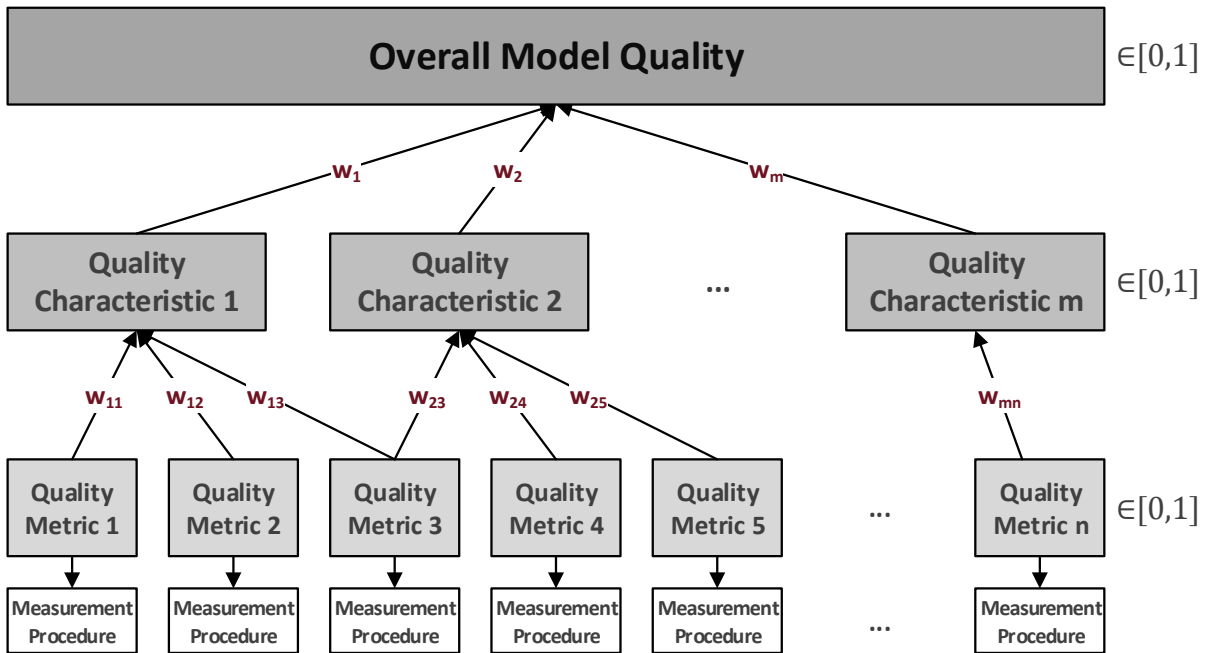 Overall Model Quality ∈[0,1]
w₁ w₂ wₘ
Quality Quality Quality
Characteristic 1 Characteristic 2 ... Characteristic m ∈[0,1]
w₁₁ w₁₂ w₁₃ w₂₃ w₂₄ w₂₅ wₘₙ
Quality Quality Quality Quality Quality Quality
Metric 1 Metric 2 Metric 3 Metric 4 Metric 5 ... Metric n ∈[0,1]
Measurement Measurement Measurement Measurement Measurement Measurement
Procedure Procedure Procedure Procedure Procedure ... Procedure